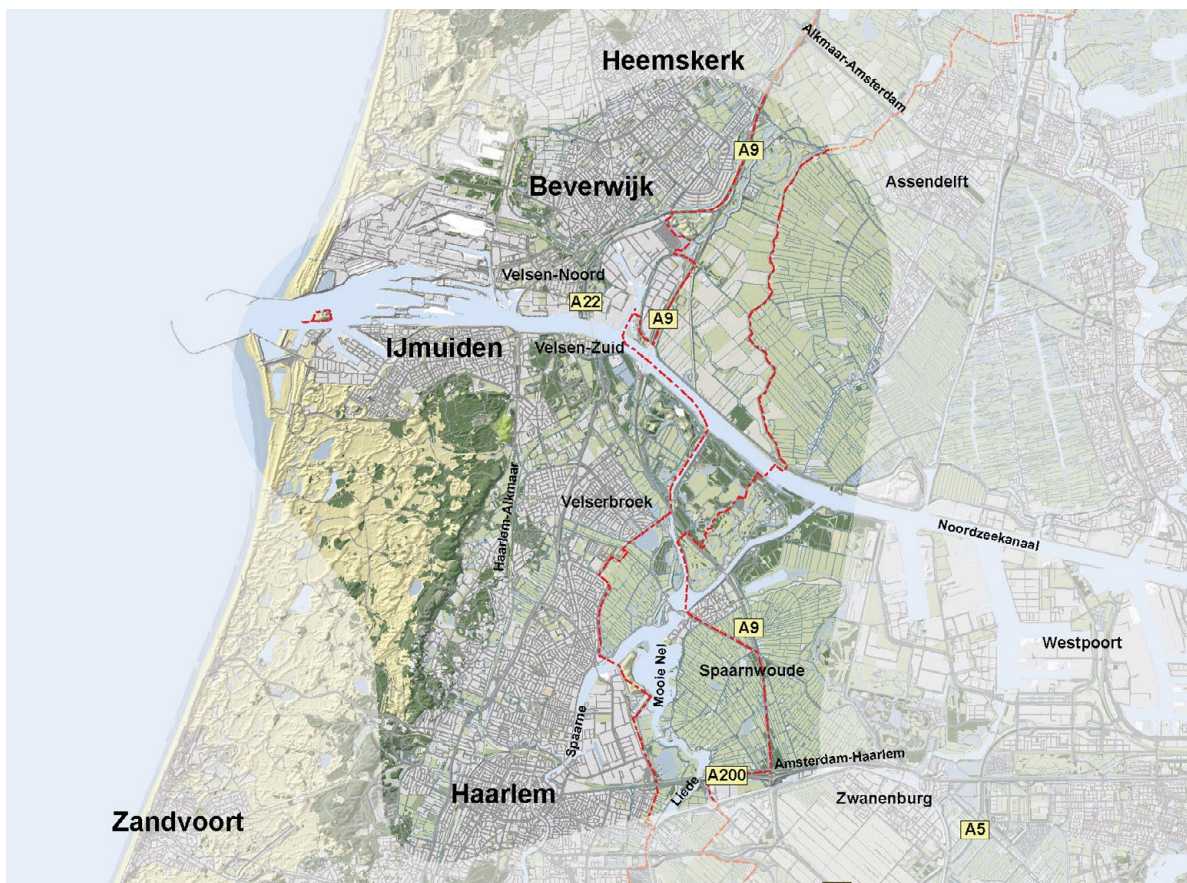 Alkmaar-Amsterdam
Heemskerk
A9
Assendelft
Beverwijk
Velsen-Noord
A22
A9
IJmuiden
Velsen-Zuid
Haarlem-Alkmaar
Velserbroek
Noordzeekanaal
A9
Westpoort
Mooie Nel
Spaarnwoude
Spaarne
Amsterdam-Haarlem
A200
Liede
Haarlem
Zwanenburg
Zandvoort
A5